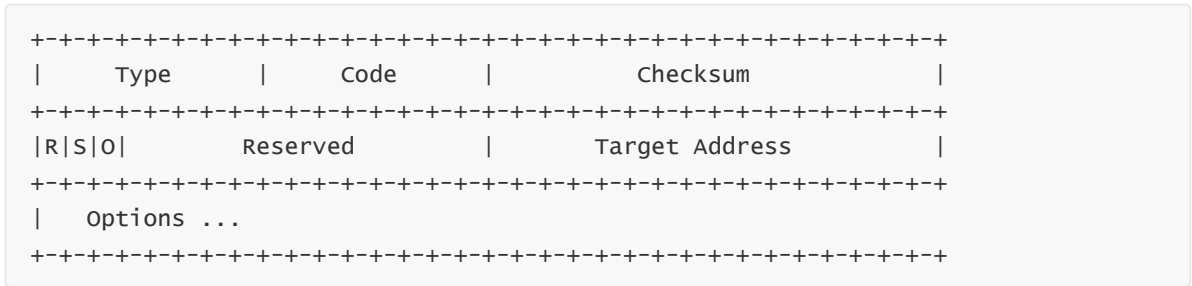 +-+-+-+-+-+-+-+-+-+-+-+-+-+-+-+-+-+-+-+-+-+-+-+-+-+-+-+-+-+-+-+-+
|     Type      |     Code      |          Checksum             |
+-+-+-+-+-+-+-+-+-+-+-+-+-+-+-+-+-+-+-+-+-+-+-+-+-+-+-+-+-+-+-+-+
|R|S|O|        Reserved         |       Target Address          |
+-+-+-+-+-+-+-+-+-+-+-+-+-+-+-+-+-+-+-+-+-+-+-+-+-+-+-+-+-+-+-+-+
|   Options ...
+-+-+-+-+-+-+-+-+-+-+-+-+-+-+-+-+-+-+-+-+-+-+-+-+-+-+-+-+-+-+-+-+